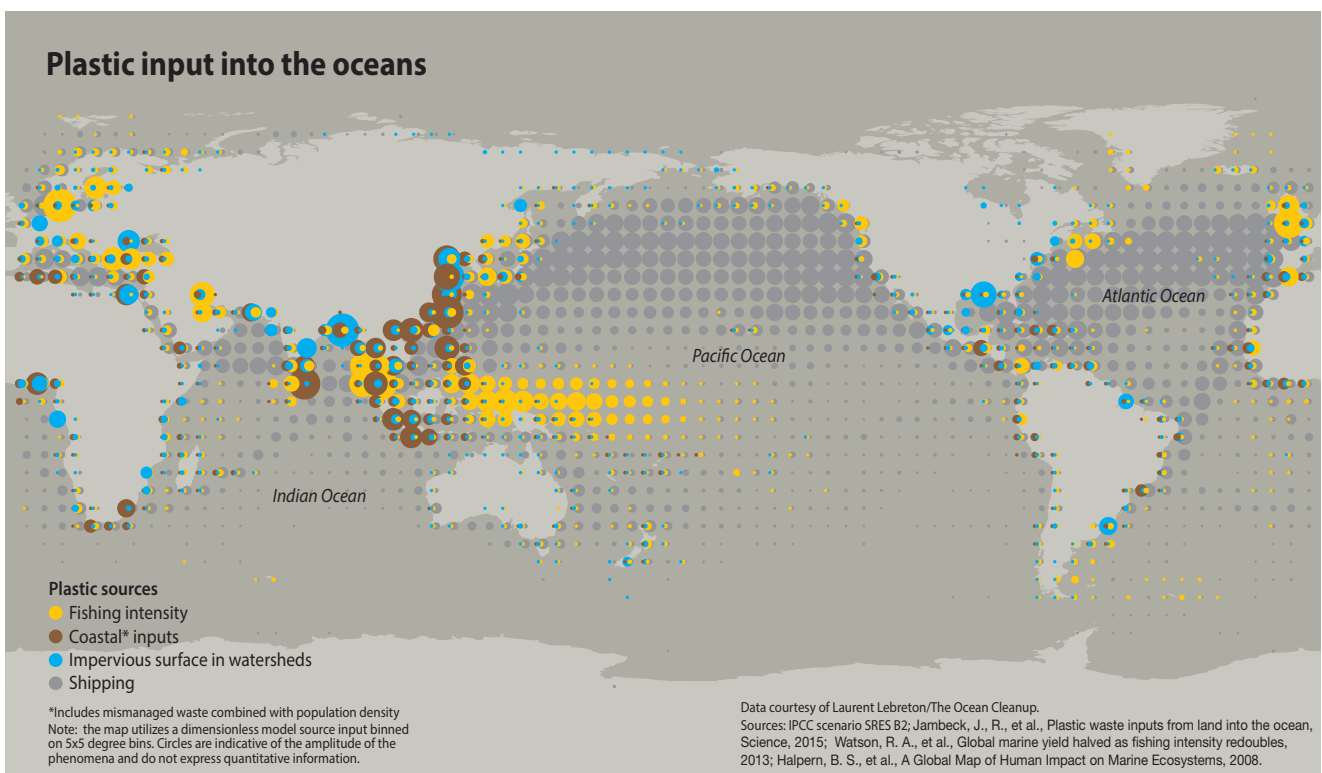 Plastic input into the oceans
Atlantic Ocean
Pacific Ocean
Indian Ocean
Plastic sources
Fishing intensity
Coastal* inputs
Impervious surface in watersheds
Shipping
*Includes mismanaged waste combined with population density
Note: the map utilizes a dimensionless model source input binned
on 5x5 degree bins. Circles are indicative of the amplitude of the
phenomena and do not express quantitative information.
Data courtesy of Laurent Lebreton/The Ocean Cleanup.
Sources: IPCC scenario SRES B2; Jambeck, J., R., et al., Plastic waste inputs from land into the ocean,
Science, 2015; Watson, R. A., et al., Global marine yield halved as fishing intensity redoubles,
2013; Halpern, B. S., et al., A Global Map of Human Impact on Marine Ecosystems, 2008.